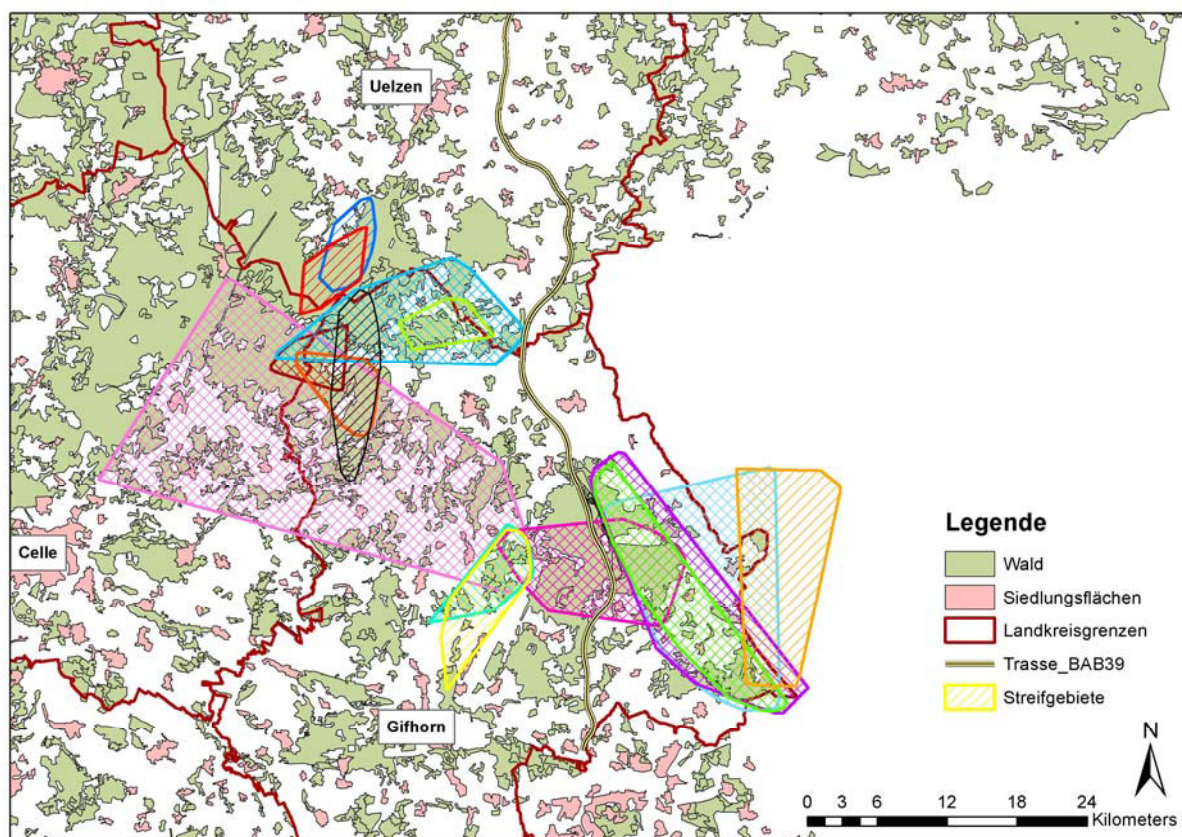 Uelzen
Celle
Gifhorn
Legende
Wald
Siedlungsflächen
Landkreisgrenzen
Trasse_BAB39
Streifgebiete
N
0 3 6 12 18 24
Kilometers